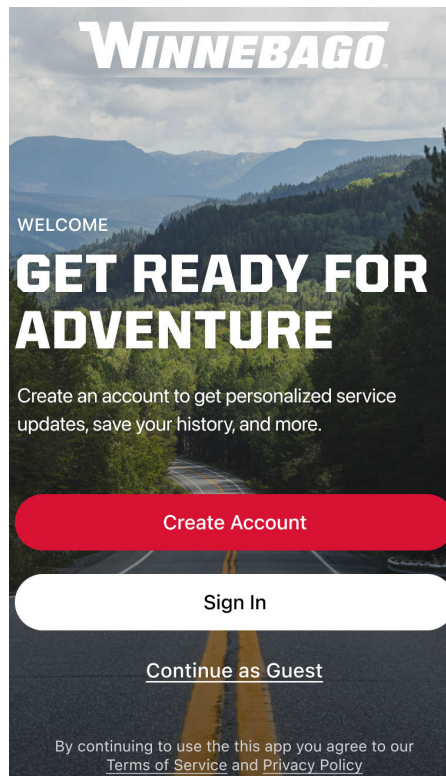 WINNEBAGO
WELCOME
GET READY FOR
ADVENTURE
Create an account to get personalized service
updates, save your history, and more.
Create Account
Sign In
Continue as Guest
By continuing to use the this app you agree to our
Terms of Service and Privacy Policy